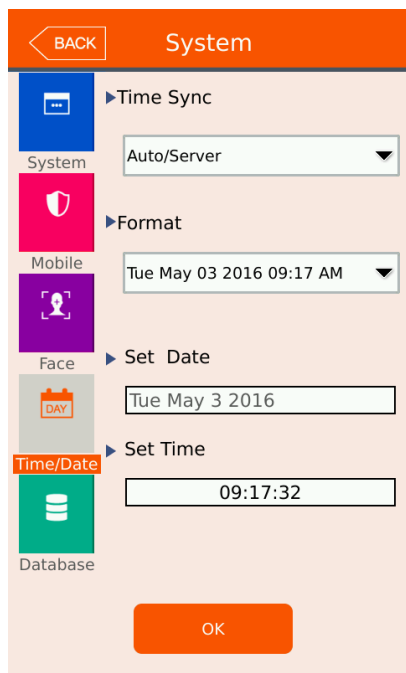 BACK
System
System
Mobile
Face
DAY
Time/Date
Database
Time Sync
Auto/Server
Format
Tue May 03 2016 09:17 AM
Set Date
Tue May 3 2016
Set Time
09:17:32
OK